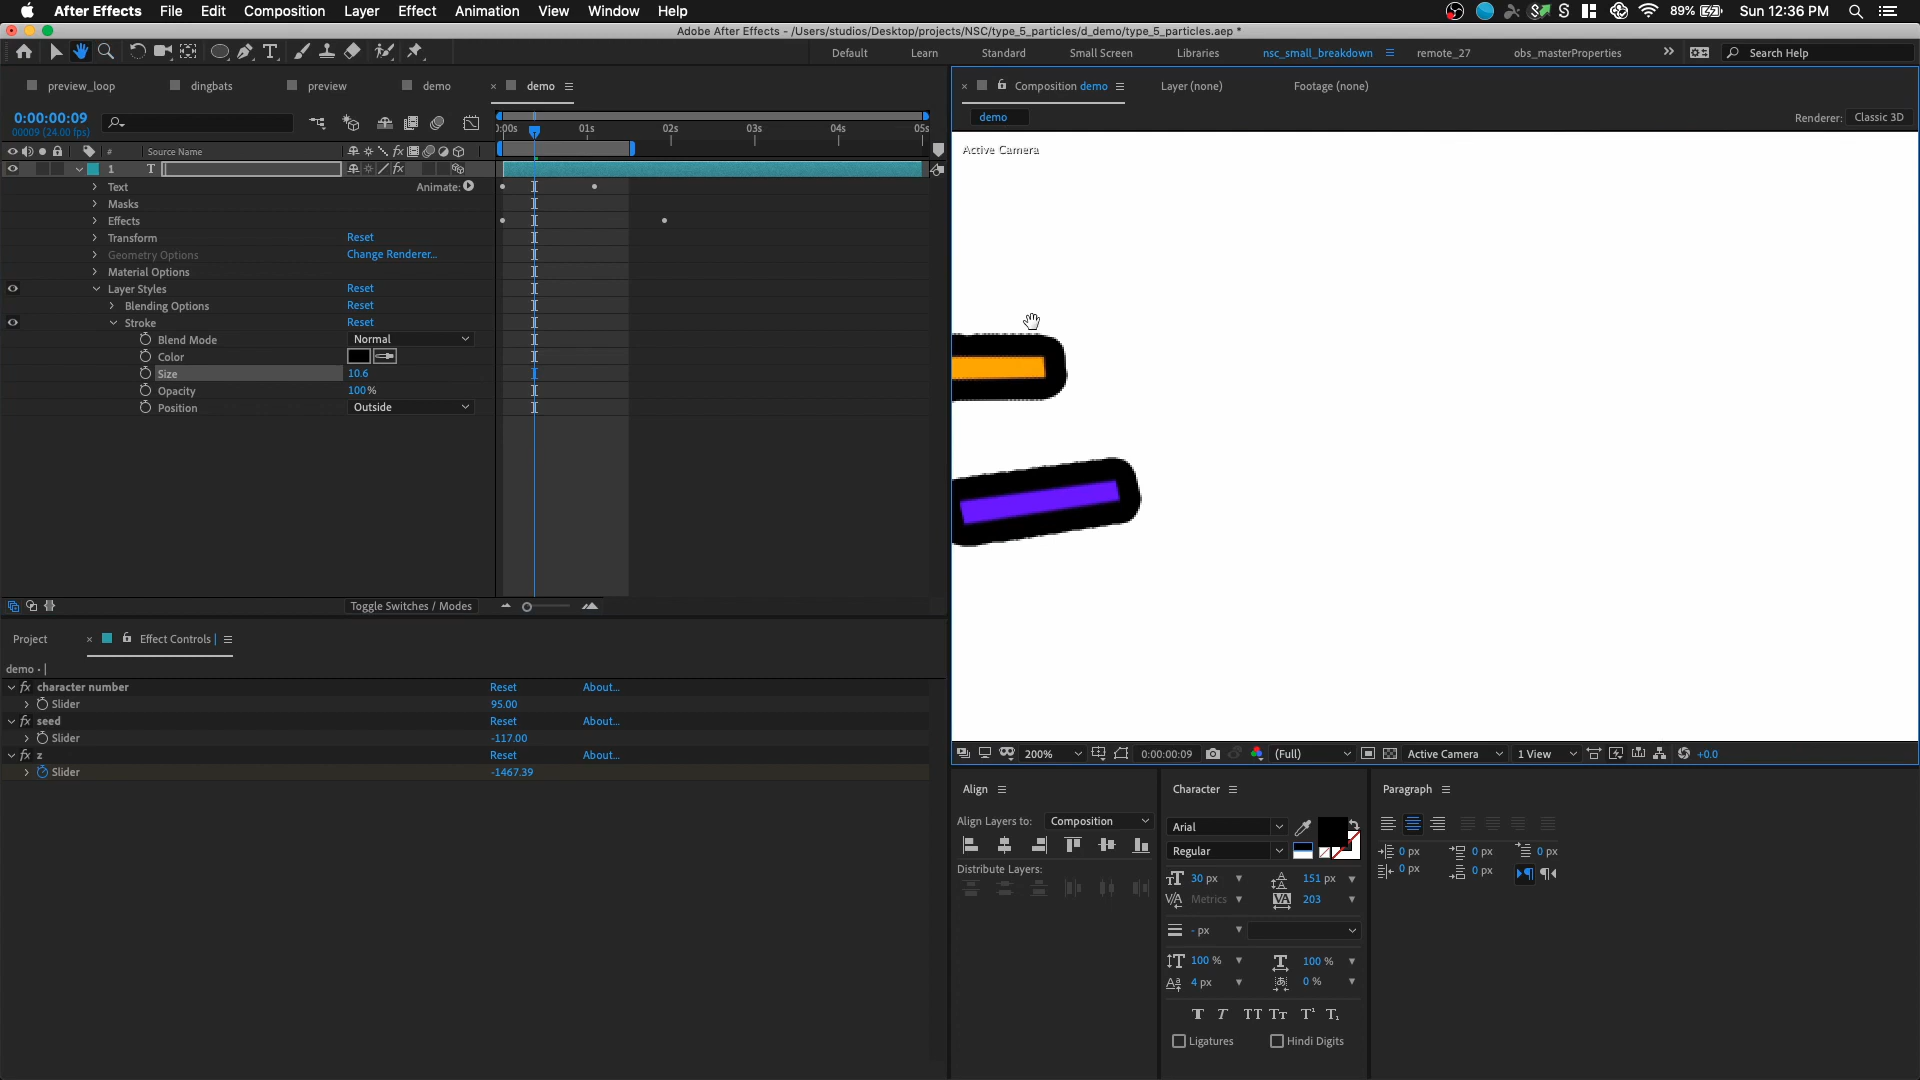 After Effects File Edit Composition Layer Effect Animation View Window Help 89% Sun 12:36 PM
Adobe After Effects - /Users/studios/Desktop/projects/NSC/type_5_particles/d_demo/type_5_particles.aep *
Default Learn Standard Small Screen Libraries nsc_small_breakdown remote_27 obs_masterProperties Search Help
preview_loop dingbats preview demo demo
Composition demo Layer (none) Footage (none)
0:00:00:09
00009 (24.00 fps)
:00s 01s 02s 03s 04s 05s
demo Renderer: Classic 3D
# Source Name
Active Camera
1 T
Text Animate:
Masks
Effects
Transform Reset
Geometry Options Change Renderer...
Material Options
Layer Styles Reset
Blending Options Reset
Stroke Reset
Blend Mode Normal
Color
Size 10.6
Opacity 100%
Position Outside
Toggle Switches / Modes
Project Effect Controls
demo •
fx character number Reset About...
Slider 95.00
fx seed Reset About...
Slider -117.00
fx z Reset About...
Slider -1467.39
200% 0:00:00:09 (Full) Active Camera 1 View +0.0
Align
Align Layers to: Composition
Distribute Layers:
Character
Arial
Regular
30 px 151 px
Metrics 203
- px
100 % 100 %
4 px 0 %
Ligatures Hindi Digits
Paragraph
0 px 0 px 0 px
0 px 0 px